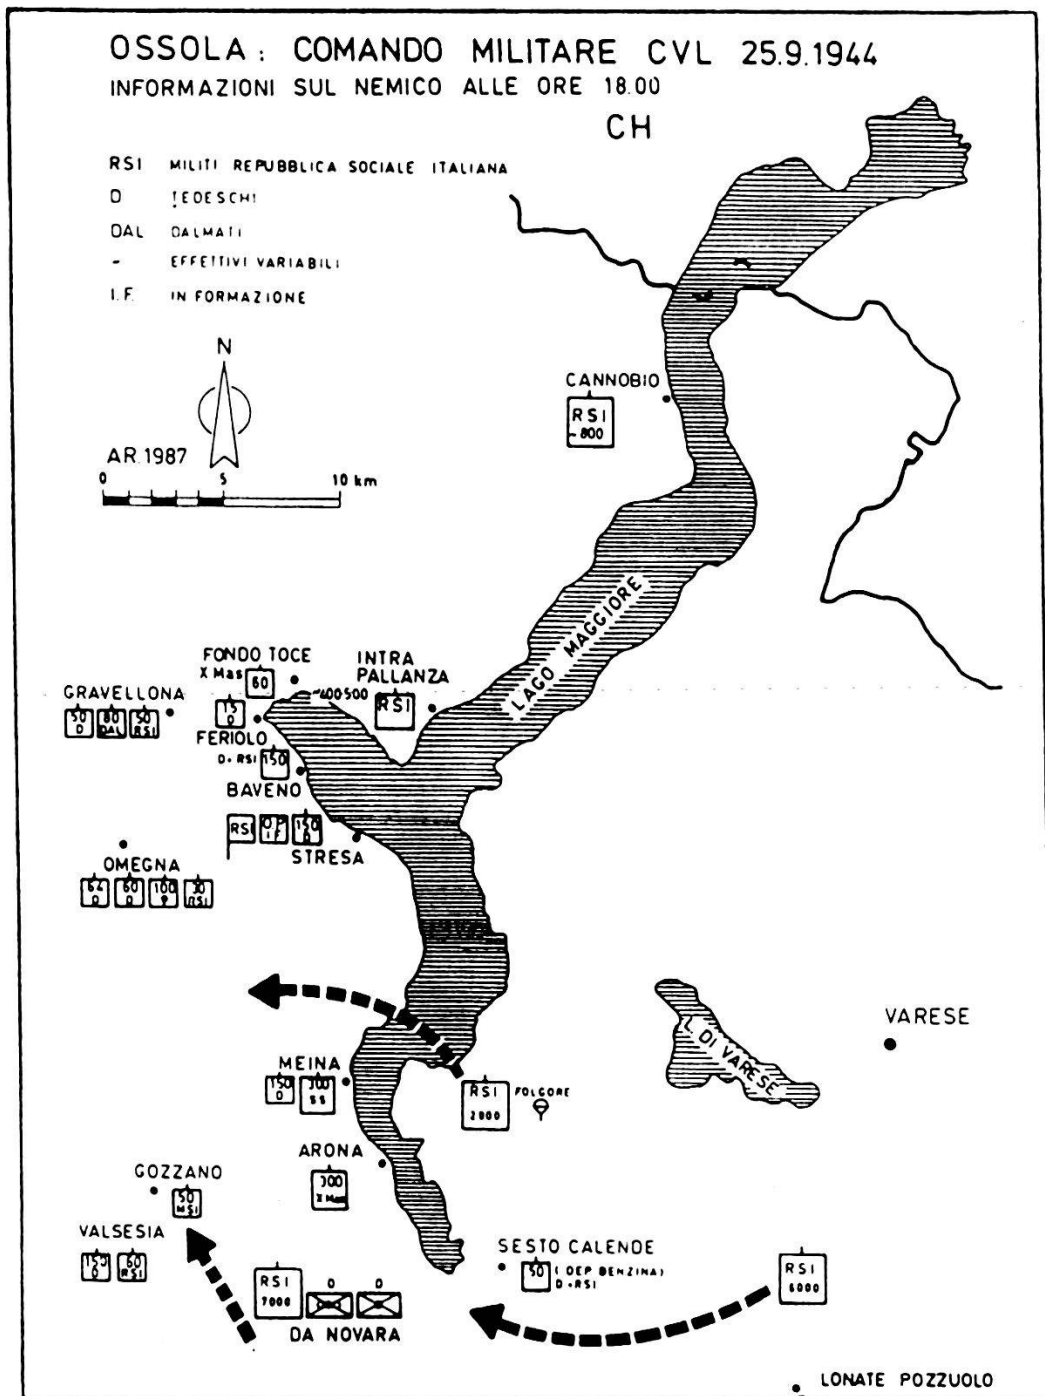 OSSOLA: COMANDO MILITARE CVL 25.9.1944
INFORMAZIONI SUL NEMICO ALLE ORE 18.00
CH
RSI MILITI REPUBBLICA SOCIALE ITALIANA
D TEDESCHI
DAL DALMATI
- EFFETTIVI VARIABILI
I.F. IN FORMAZIONE
N
AR.1987
0 5 10 km
CANNOBIO
RSI
-800
LAGO MAGGIORE
FONDO TOCE
X Mas 60
INTRA
PALLANZA
~400 500
RSI
GRAVELLONA
50 D
80 DAL
50 RSI
15 D
FERIOLO
D+RSI 150
BAVENO
RSI
I F
150 D
STRESA
OMEGNA
64 D
60 D
100
30 RSI
VARESE
L. DI VARESE
MEINA
150 D
300 SS
RSI
2000
FOLGORE
ARONA
300
X Mas
GOZZANO
50
MSI
VALSESIA
150 D
60 RSI
SESTO CALENDE
50
(DEP BENZINA)
D+RSI
RSI
6000
RSI
7000
D D
DA NOVARA
LONATE POZZUOLO